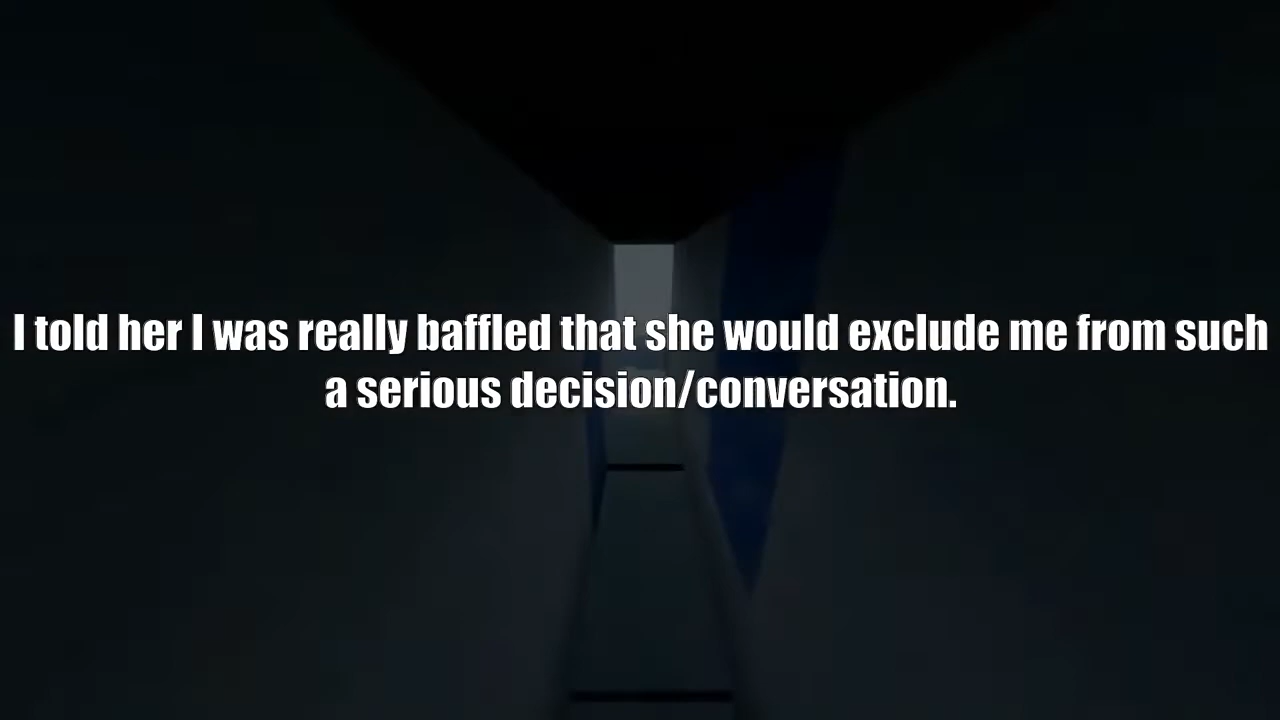 I told her I was really baffled that she would exclude me from such
a serious decision/conversation.